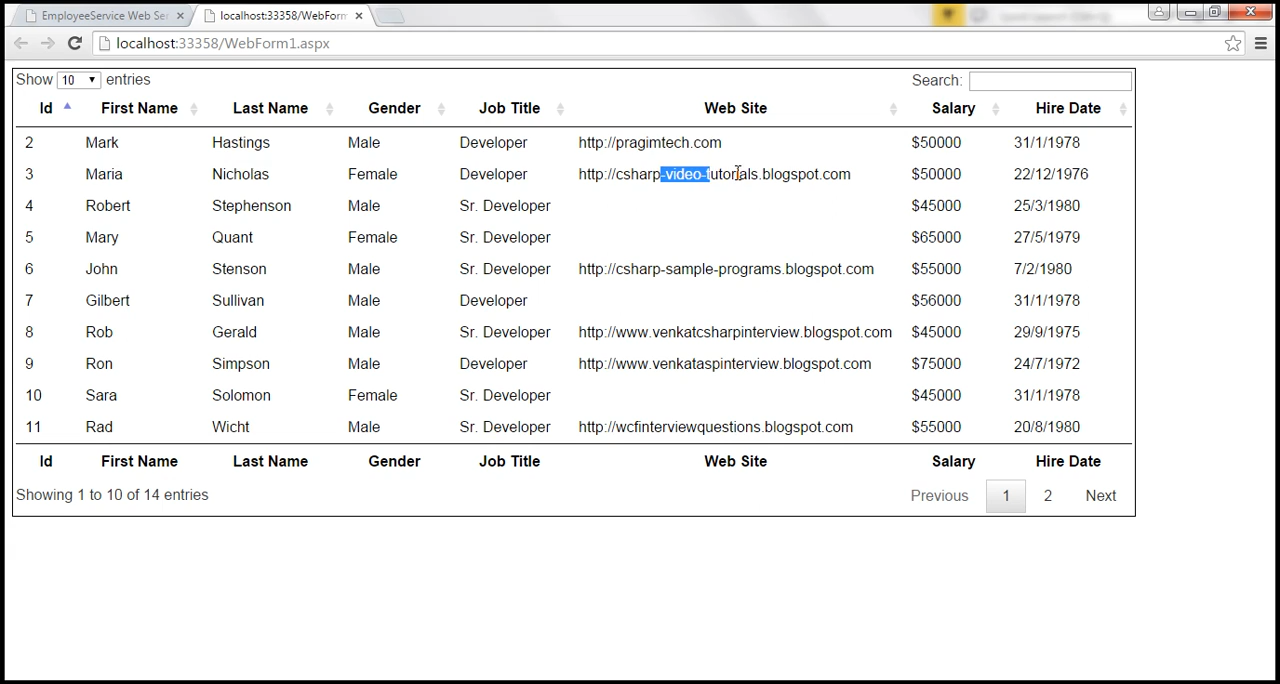 EmployeeService Web Se × localhost:33358/WebForm ×
localhost:33358/WebForm1.aspx
Show 10 entries Search:
Id First Name Last Name Gender Job Title Web Site Salary Hire Date
2 Mark Hastings Male Developer http://pragimtech.com $50000 31/1/1978
3 Maria Nicholas Female Developer http://csharp-video-tutorials.blogspot.com $50000 22/12/1976
4 Robert Stephenson Male Sr. Developer $45000 25/3/1980
5 Mary Quant Female Sr. Developer $65000 27/5/1979
6 John Stenson Male Sr. Developer http://csharp-sample-programs.blogspot.com $55000 7/2/1980
7 Gilbert Sullivan Male Developer $56000 31/1/1978
8 Rob Gerald Male Sr. Developer http://www.venkatcsharpinterview.blogspot.com $45000 29/9/1975
9 Ron Simpson Male Developer http://www.venkataspinterview.blogspot.com $75000 24/7/1972
10 Sara Solomon Female Sr. Developer $45000 31/1/1978
11 Rad Wicht Male Sr. Developer http://wcfinterviewquestions.blogspot.com $55000 20/8/1980
Id First Name Last Name Gender Job Title Web Site Salary Hire Date
Showing 1 to 10 of 14 entries Previous 1 2 Next